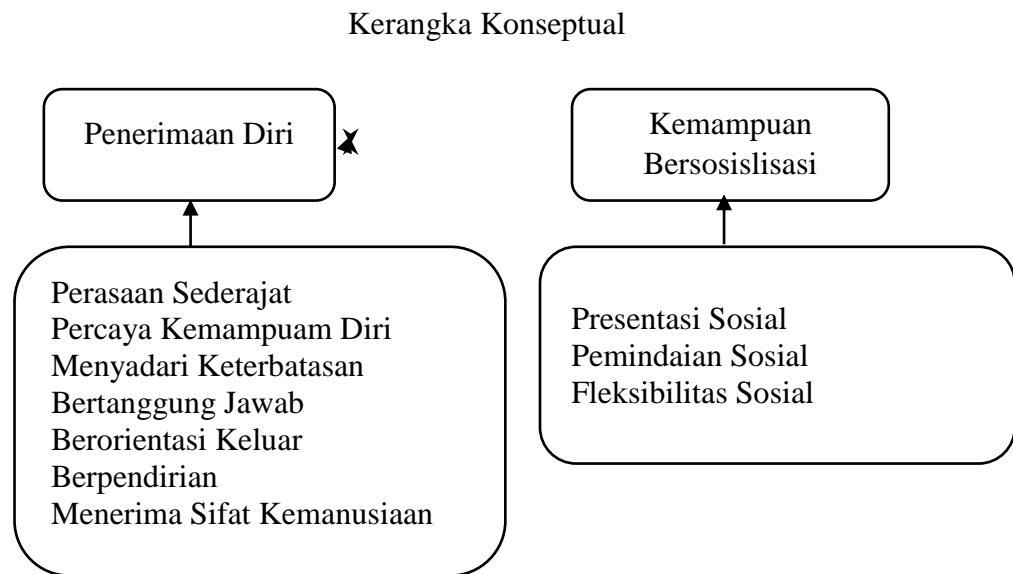 Kerangka Konseptual
Penerimaan Diri
Kemampuan
Bersosislisasi
Perasaan Sederajat
Percaya Kemampuam Diri
Menyadari Keterbatasan
Bertanggung Jawab
Berorientasi Keluar
Berpendirian
Menerima Sifat Kemanusiaan
Presentasi Sosial
Pemindaian Sosial
Fleksibilitas Sosial